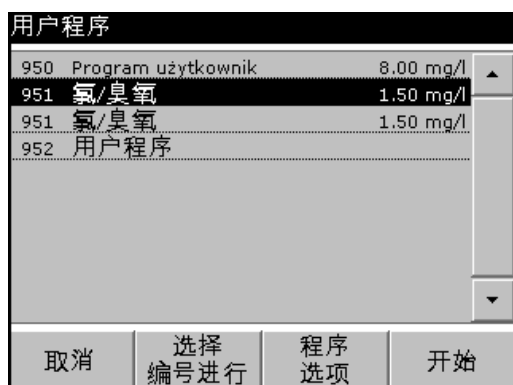 用户程序
950 Program użytkownik 8.00 mg/l
951 氯/臭氧 1.50 mg/l
951 氯/臭氧 1.50 mg/l
952 用户程序
取消 选择 编号进行 程序 选项 开始